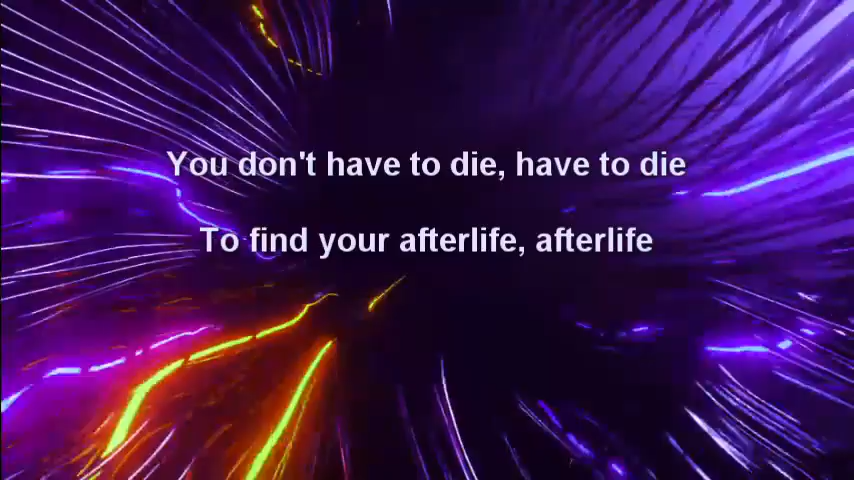 You don't have to die, have to die
To find your afterlife, afterlife